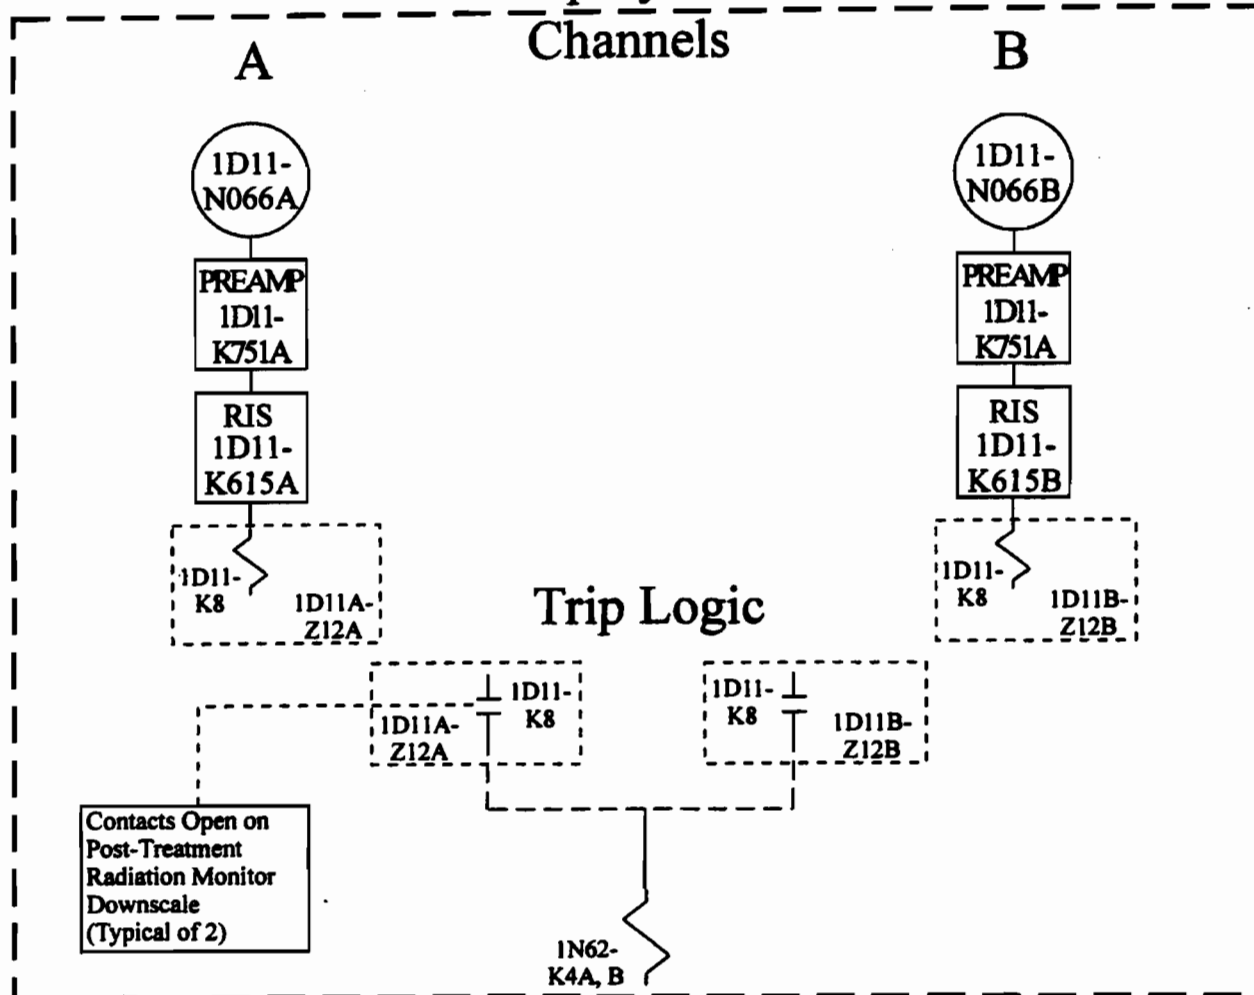 Channels
A
B
1D11-
N066A
PREAMP
1D11-
K751A
RIS
1D11-
K615A
1D11-
K8
1D11A-
Z12A
1D11-
N066B
PREAMP
1D11-
K751A
RIS
1D11-
K615B
1D11-
K8
1D11B-
Z12B
Trip Logic
1D11-
K8
1D11A-
Z12A
1D11-
K8
1D11B-
Z12B
Contacts Open on
Post-Treatment
Radiation Monitor
Downscale
(Typical of 2)
1N62-
K4A, B